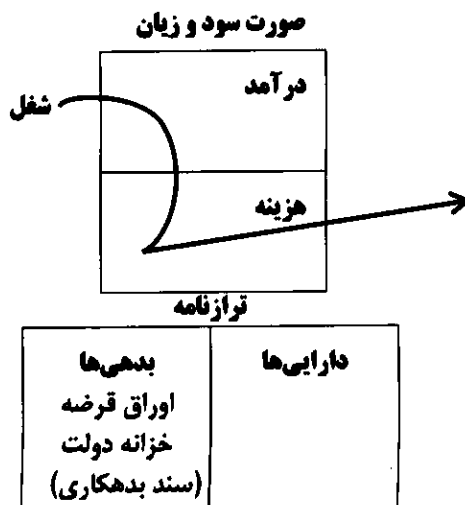 صورت سود و زیان
درآمد
شغل
هزینه
ترازنامه
دارایی‌ها
بدهی‌ها
اوراق قرضه
خزانه دولت
(سند بدهکاری)